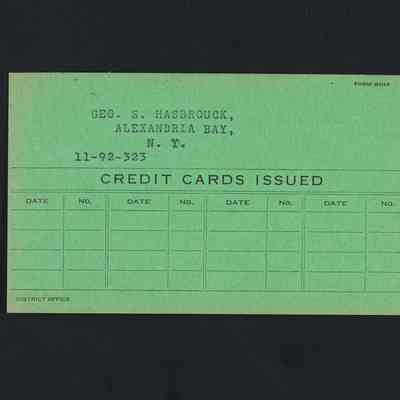 GEO. S. HASBROUCK,
ALEXANDRIA BAY,
N. Y.
11-92-323
CREDIT CARDS ISSUED
DATE NO. DATE NO. DATE NO. DATE NO.
DISTRICT OFFICE